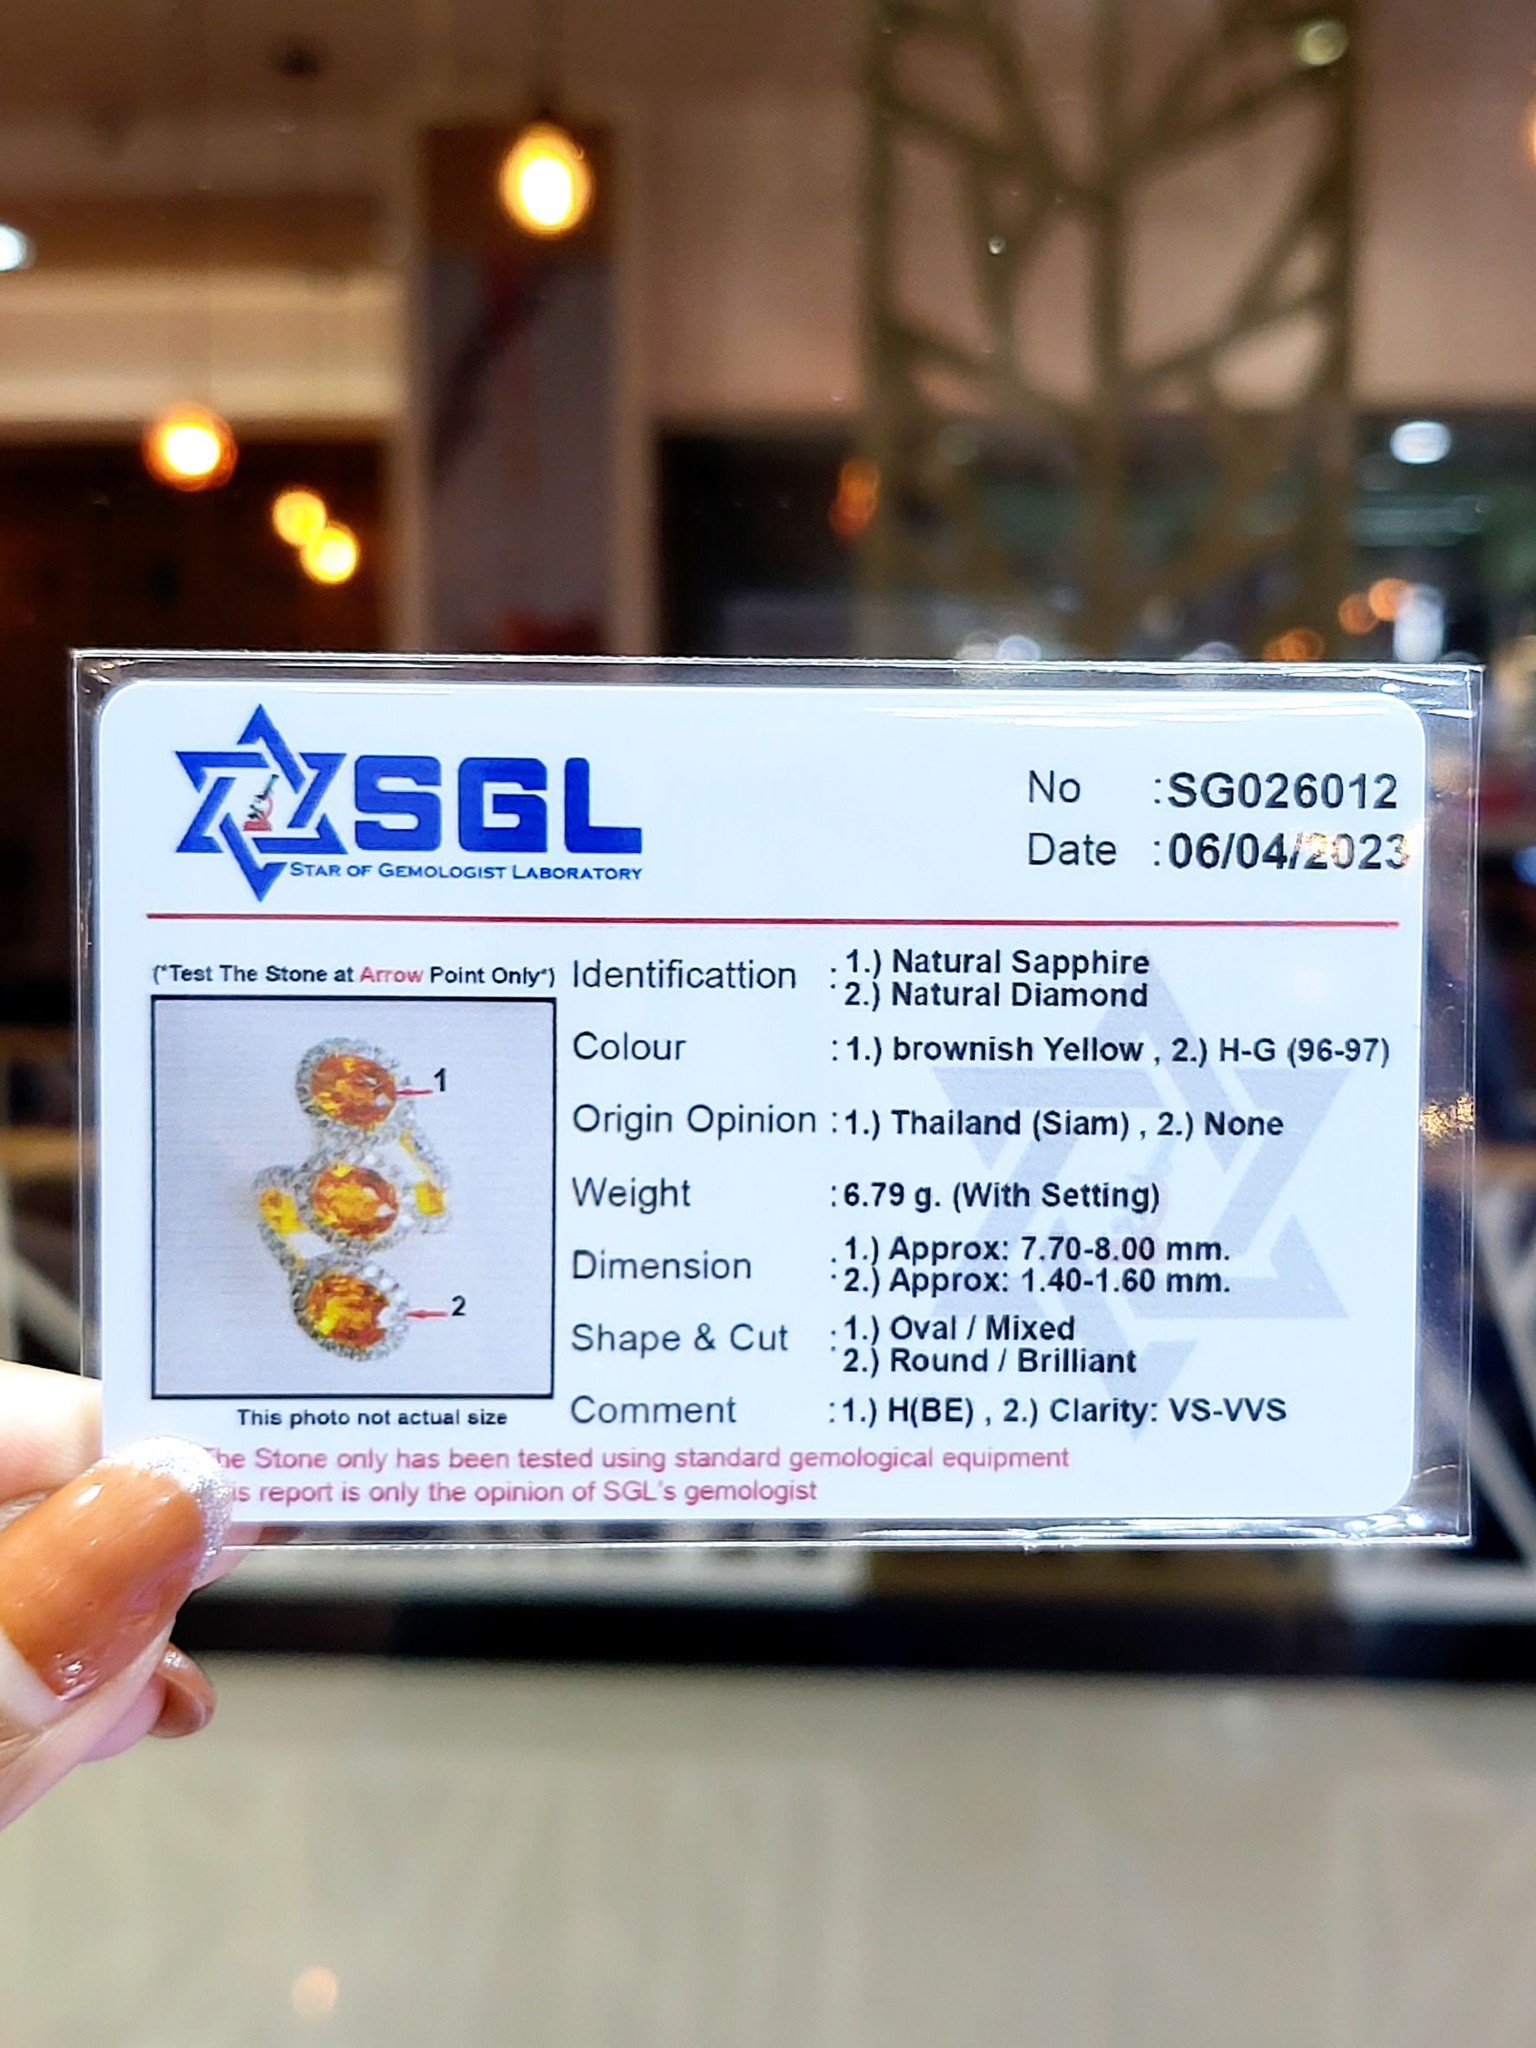 SGL
STAR OF GEMOLOGIST LABORATORY
No :SG026012
Date :06/04/2023
(*Test The Stone at Arrow Point Only*)
1
2
This photo not actual size
Identificattion : 1.) Natural Sapphire
2.) Natural Diamond
Colour :1.) brownish Yellow , 2.) H-G (96-97)
Origin Opinion :1.) Thailand (Siam) , 2.) None
Weight :6.79 g. (With Setting)
Dimension : 1.) Approx: 7.70-8.00 mm.
2.) Approx: 1.40-1.60 mm.
Shape & Cut : 1.) Oval / Mixed
2.) Round / Brilliant
Comment :1.) H(BE) , 2.) Clarity: VS-VVS
The Stone only has been tested using standard gemological equipment
is report is only the opinion of SGL's gemologist